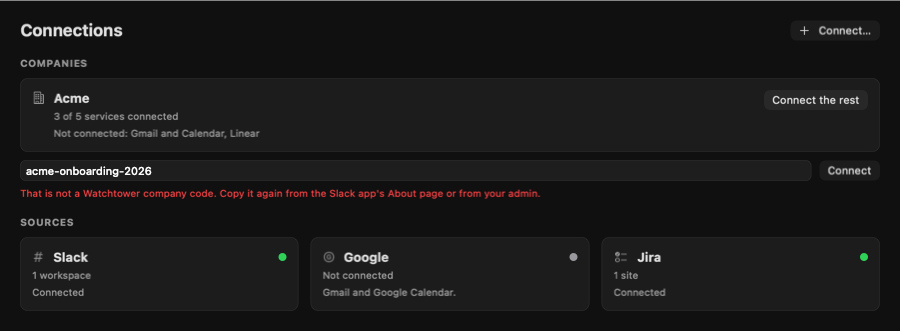 Connections
+ Connect...
COMPANIES
Acme
Connect the rest
3 of 5 services connected
Not connected: Gmail and Calendar, Linear
acme-onboarding-2026
Connect
That is not a Watchtower company code. Copy it again from the Slack app's About page or from your admin.
SOURCES
# Slack
1 workspace
Connected
Google
Not connected
Gmail and Google Calendar.
Jira
1 site
Connected